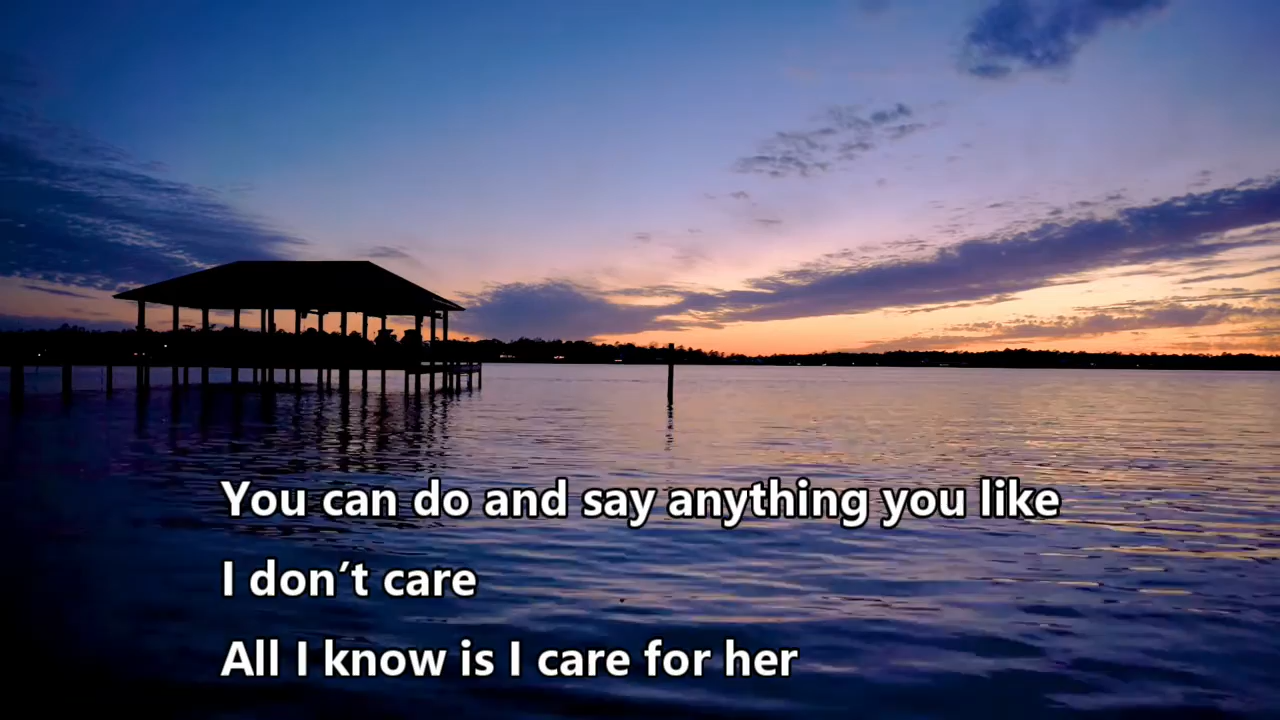 You can do and say anything you like
I don’t care
All I know is I care for her